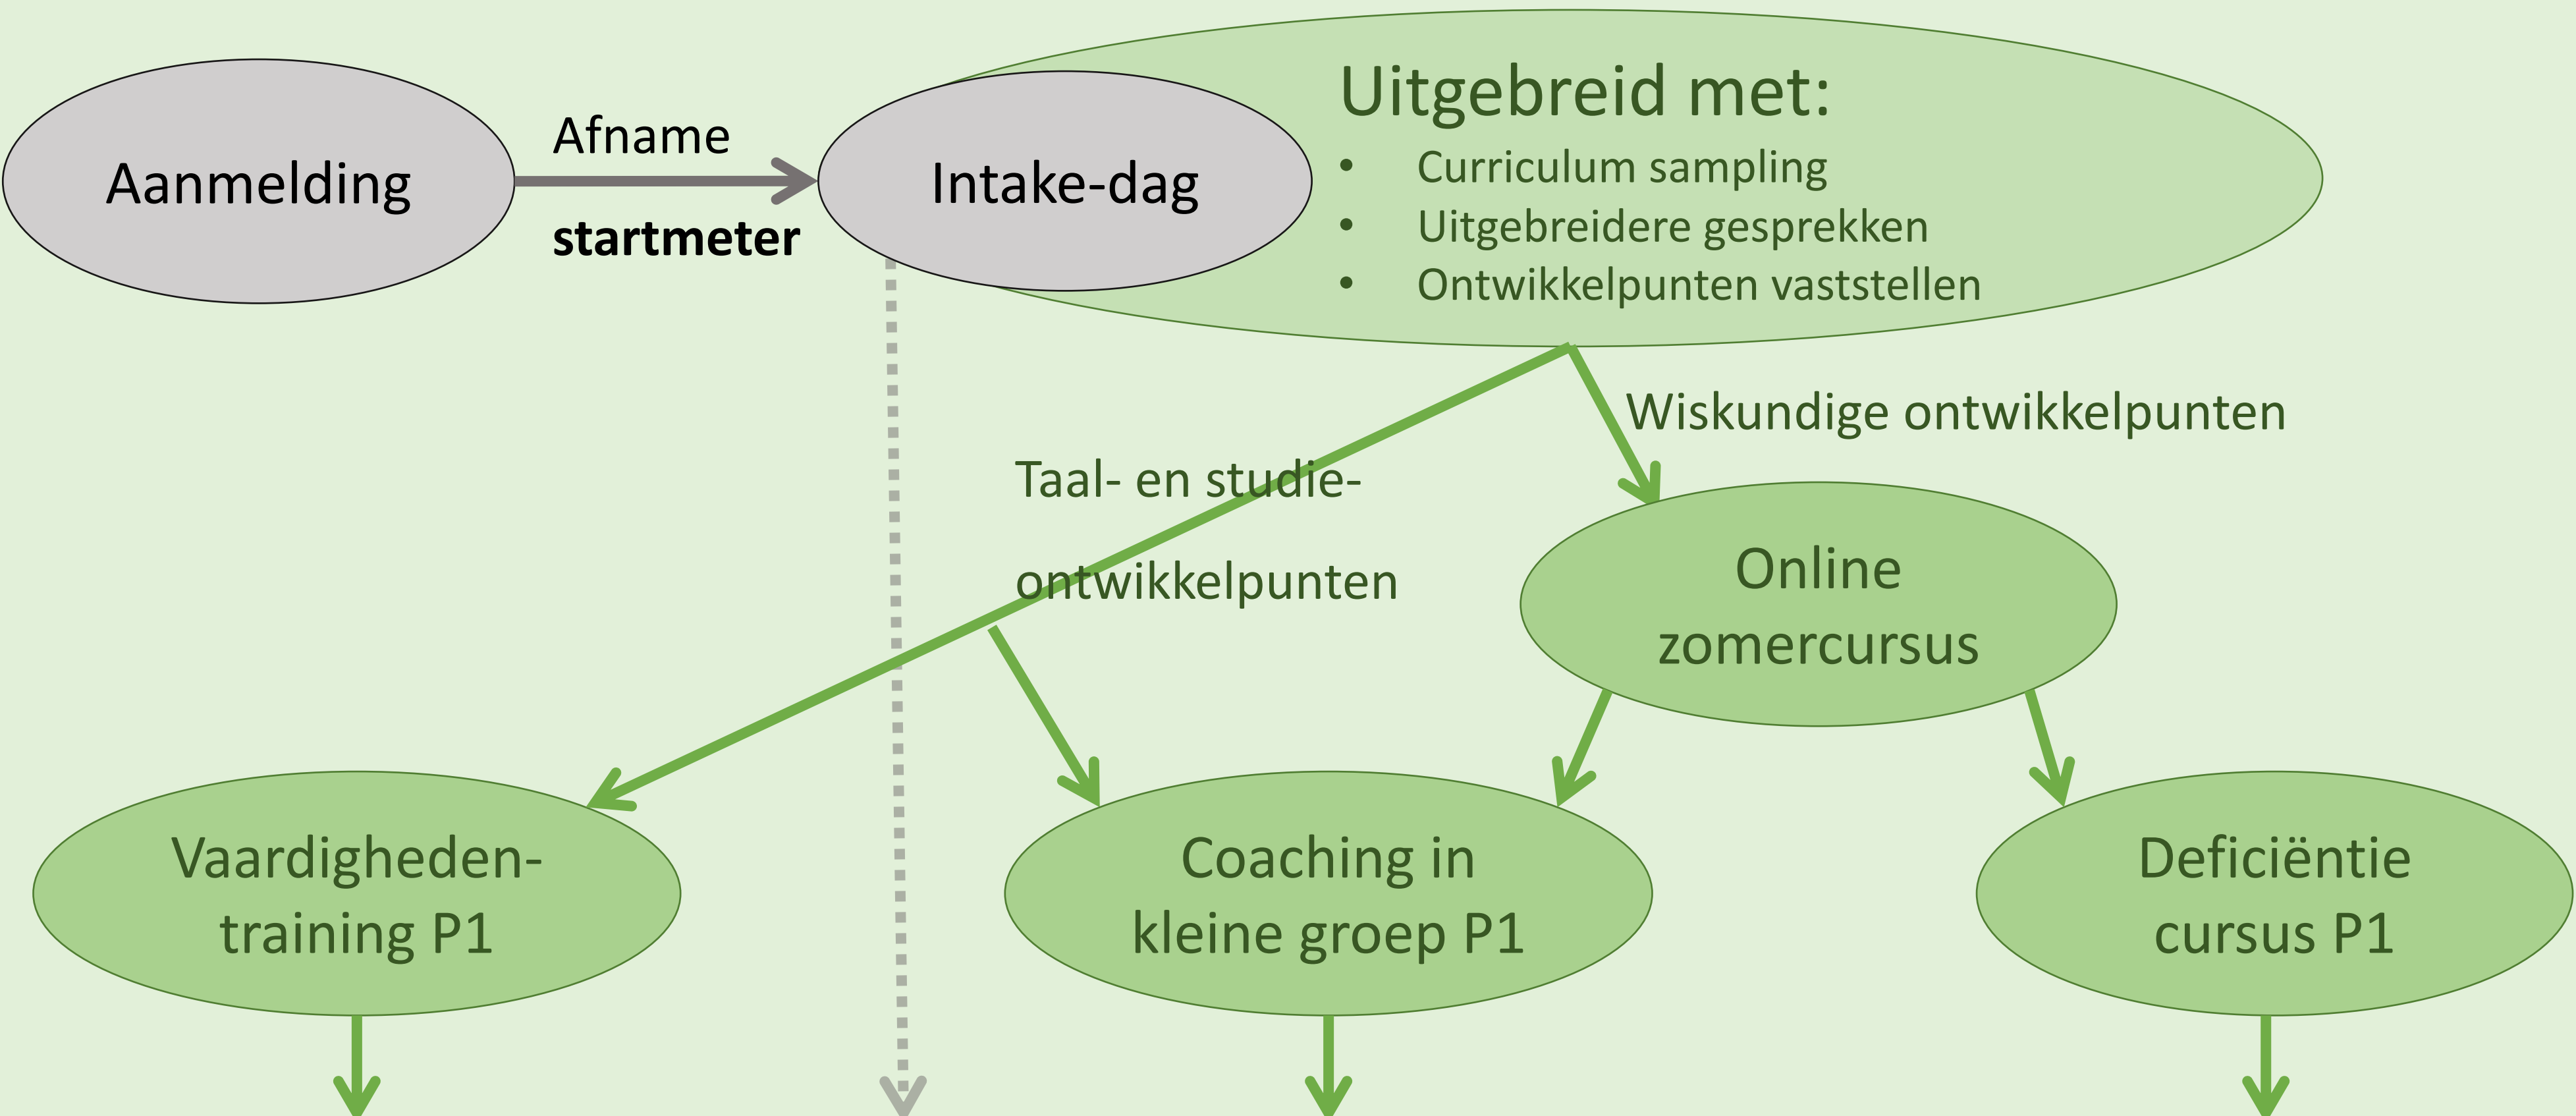 Aanmelding
Afname
startmeter
Intake-dag
Uitgebreid met:
• Curriculum sampling
• Uitgebreidere gesprekken
• Ontwikkelpunten vaststellen
Wiskundige ontwikkelpunten
Taal- en studie-
ontwikkelpunten
Online
zomercursus
Vaardigheden-
training P1
Coaching in
kleine groep P1
Deficiëntie
cursus P1